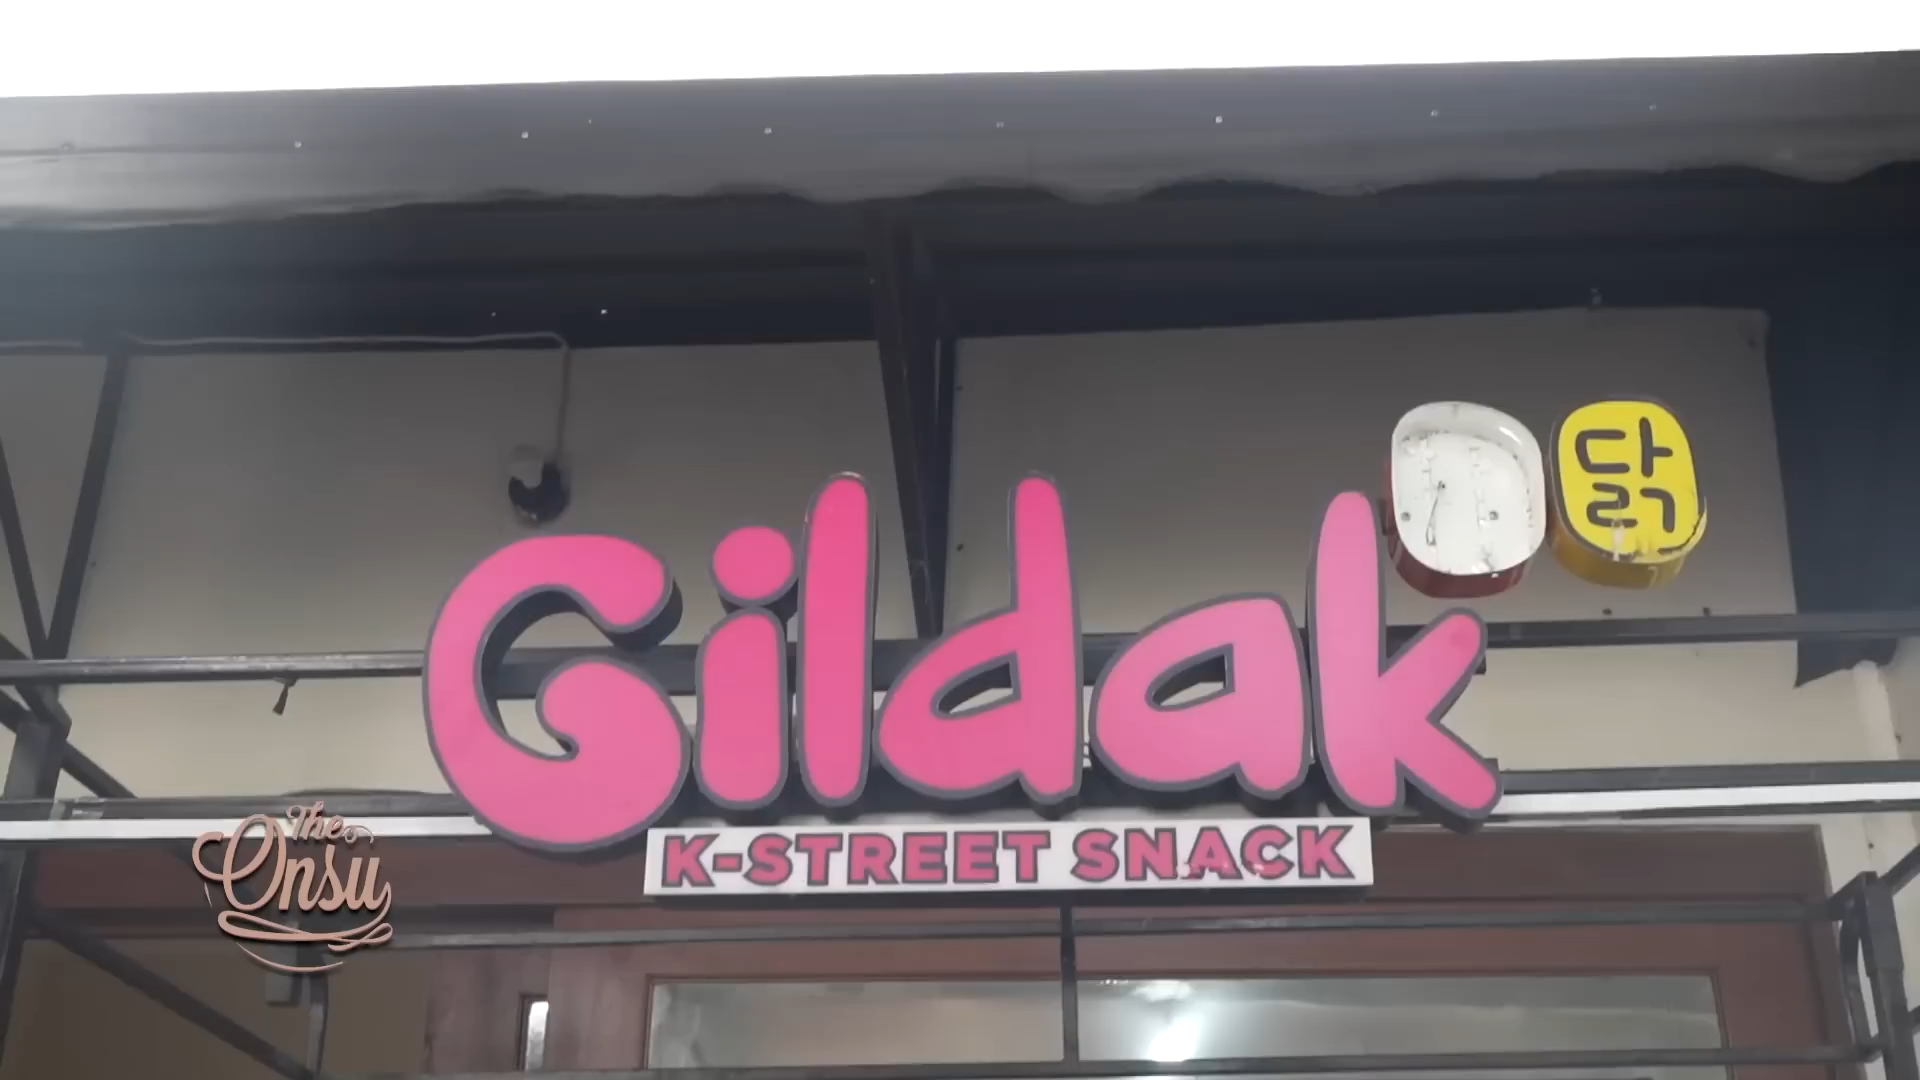 닭
Gildak
K-STREET SNACK
The
Onsu